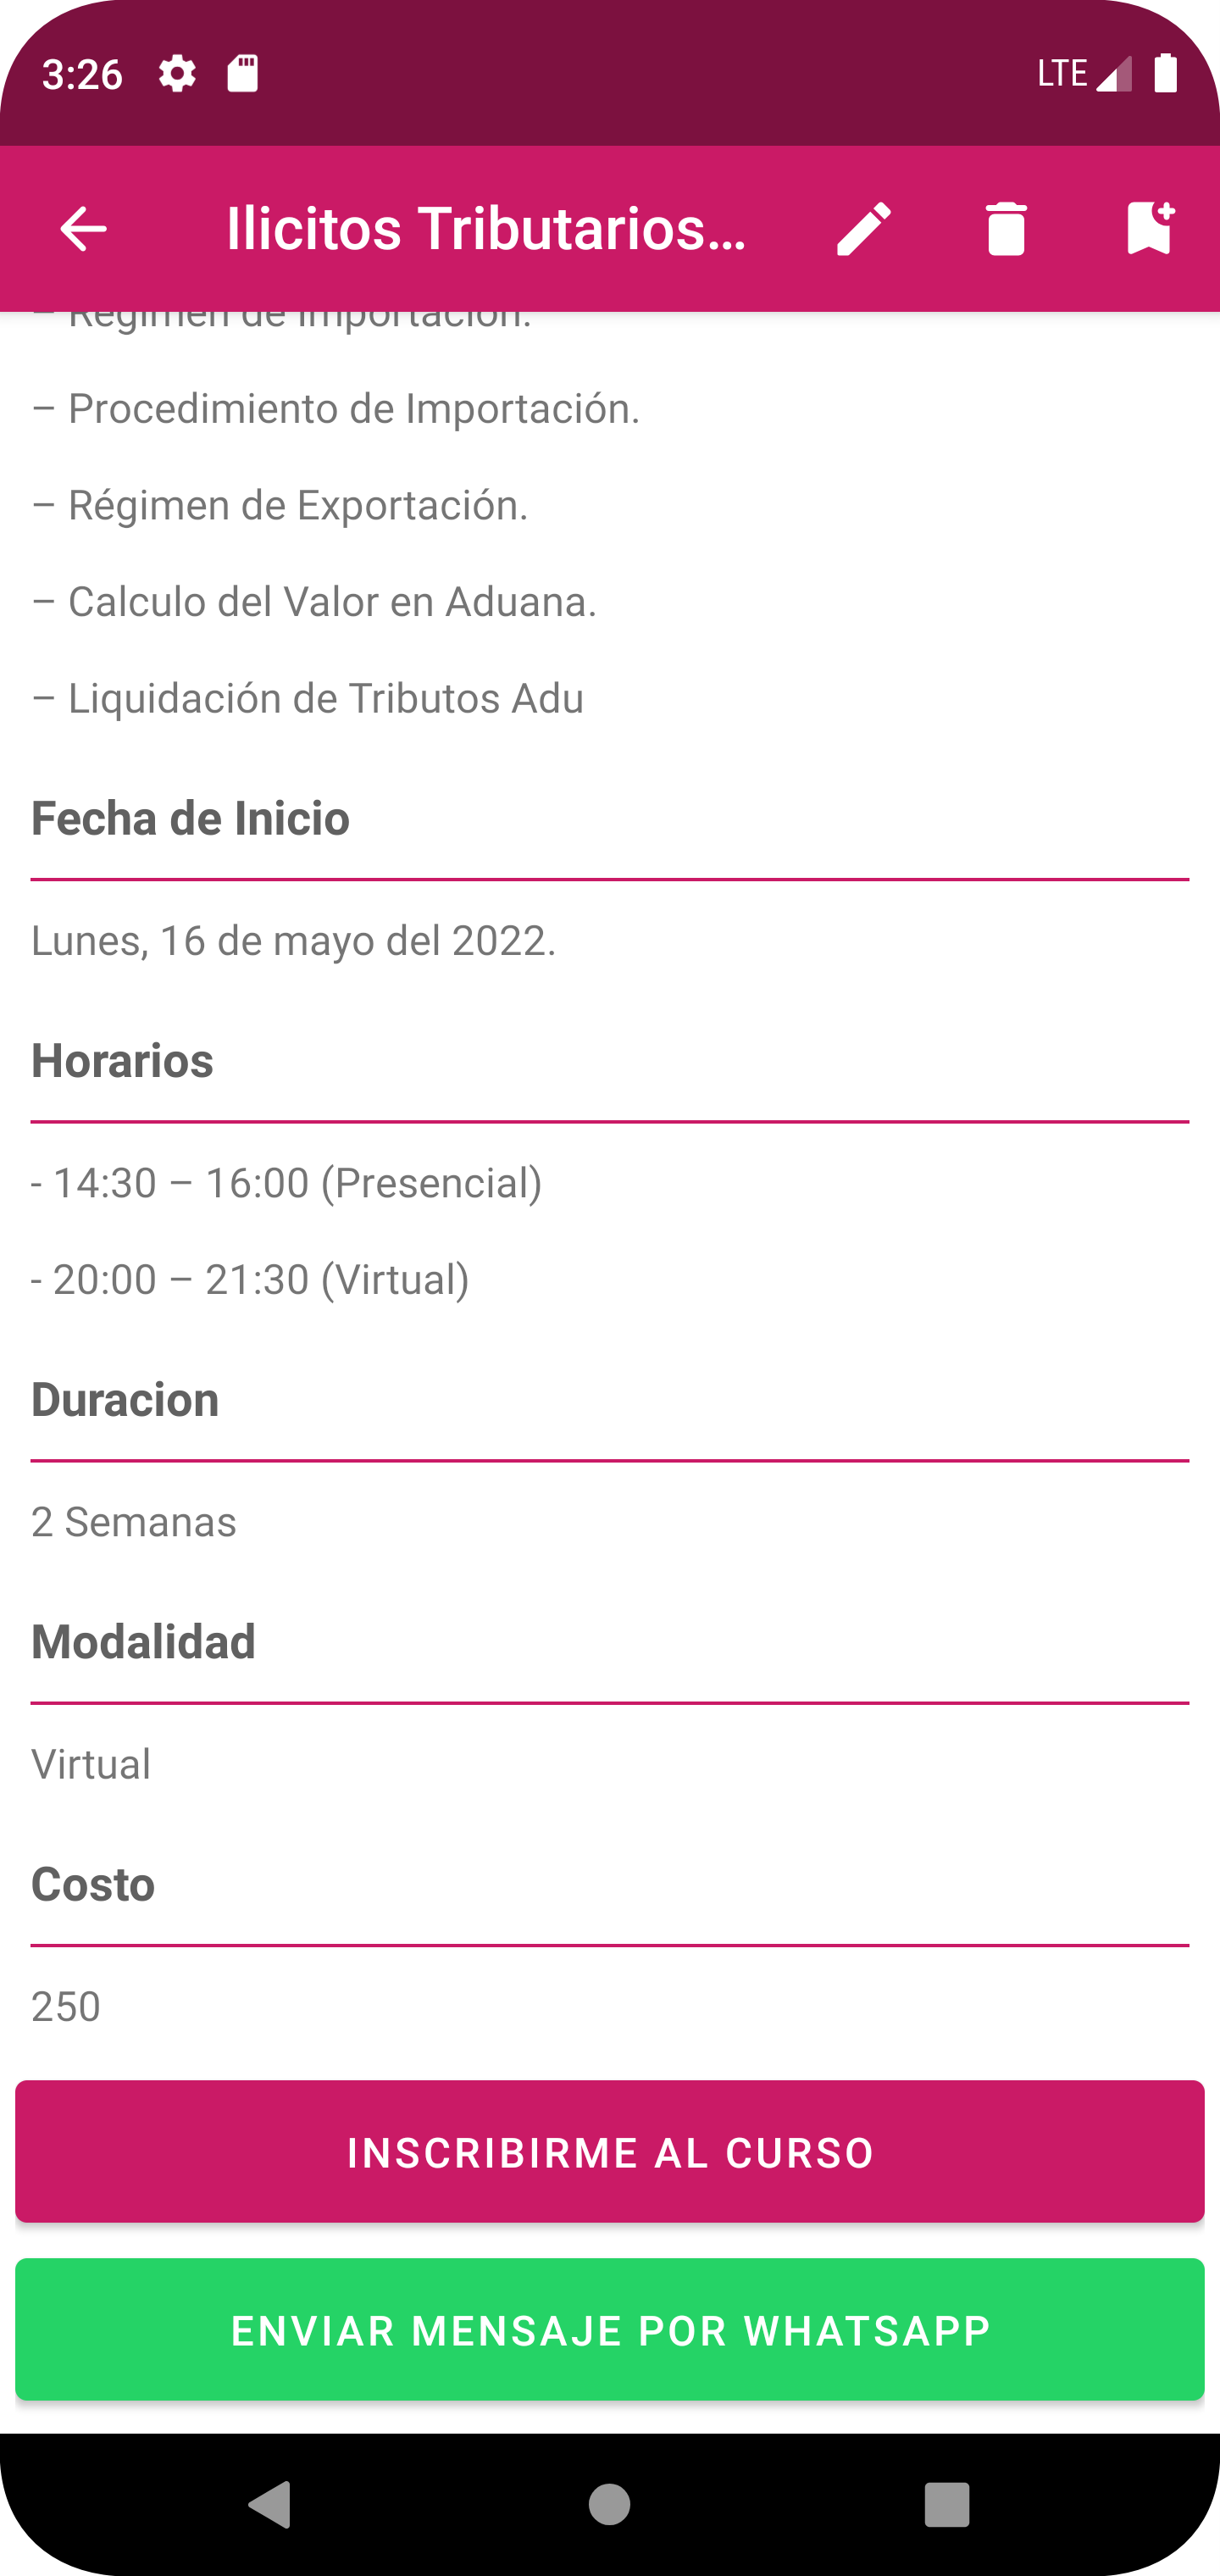 3:26 LTE
Ilicitos Tributarios...
– Régimen de Importación.
– Procedimiento de Importación.
– Régimen de Exportación.
– Calculo del Valor en Aduana.
– Liquidación de Tributos Adu
Fecha de Inicio
Lunes, 16 de mayo del 2022.
Horarios
- 14:30 – 16:00 (Presencial)
- 20:00 – 21:30 (Virtual)
Duracion
2 Semanas
Modalidad
Virtual
Costo
250
INSCRIBIRME AL CURSO
ENVIAR MENSAJE POR WHATSAPP